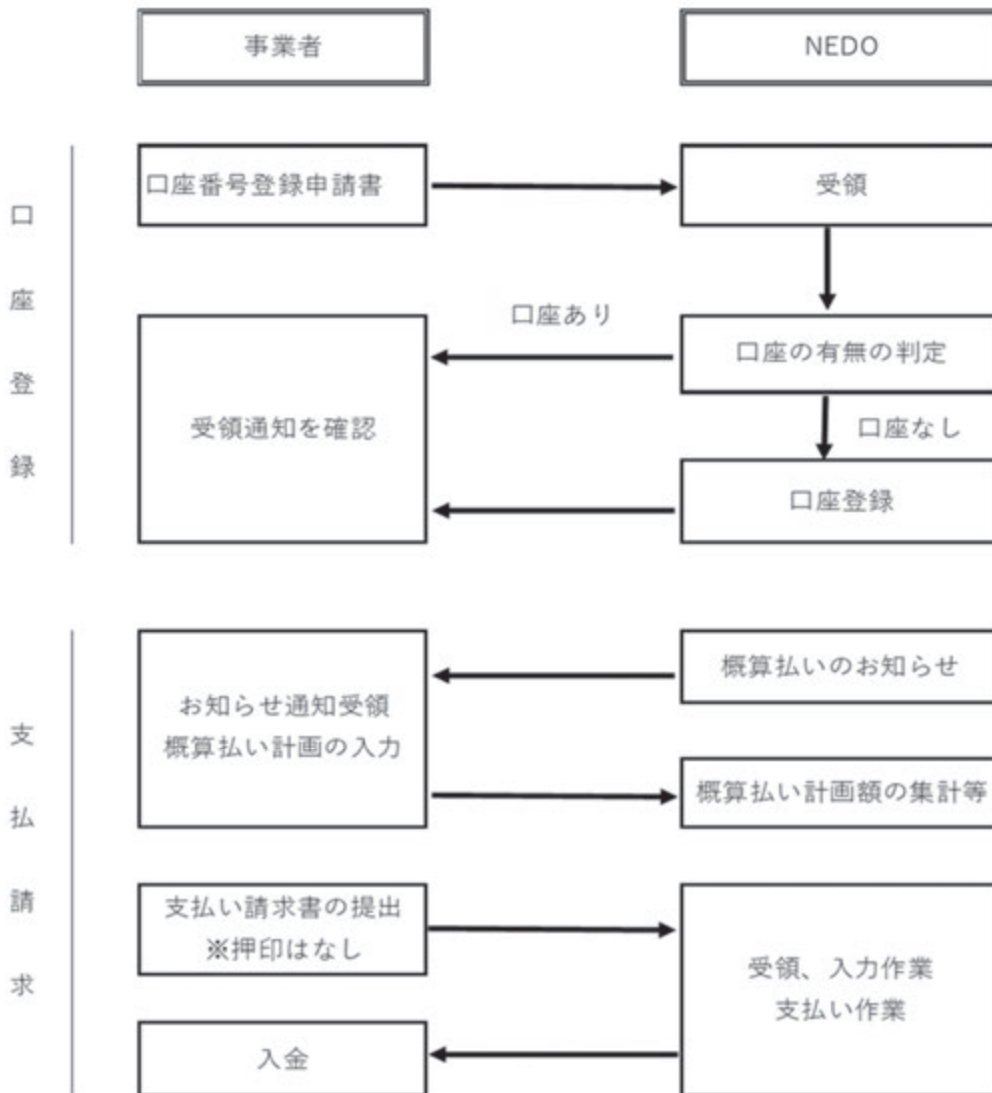 事業者
NEDO
口座登録
口座番号登録申請書
受領
口座あり
口座の有無の判定
受領通知を確認
口座なし
口座登録
支払請求
概算払いのお知らせ
お知らせ通知受領
概算払い計画の入力
概算払い計画額の集計等
支払い請求書の提出
※押印はなし
受領、入力作業
支払い作業
入金